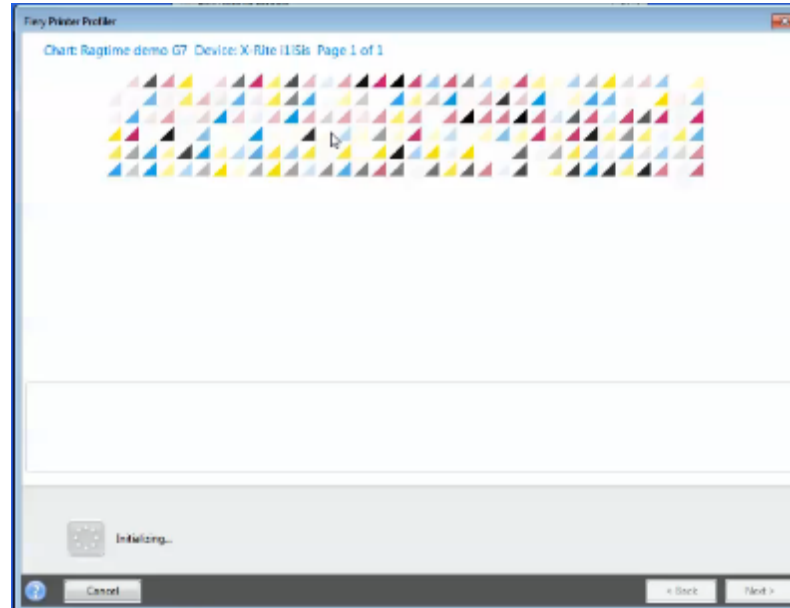 Fiery Printer Profiler
Chart: Ragtime demo G7 Device: X-Rite i1iSis Page 1 of 1
Initializing...
Cancel
< Back
Next >